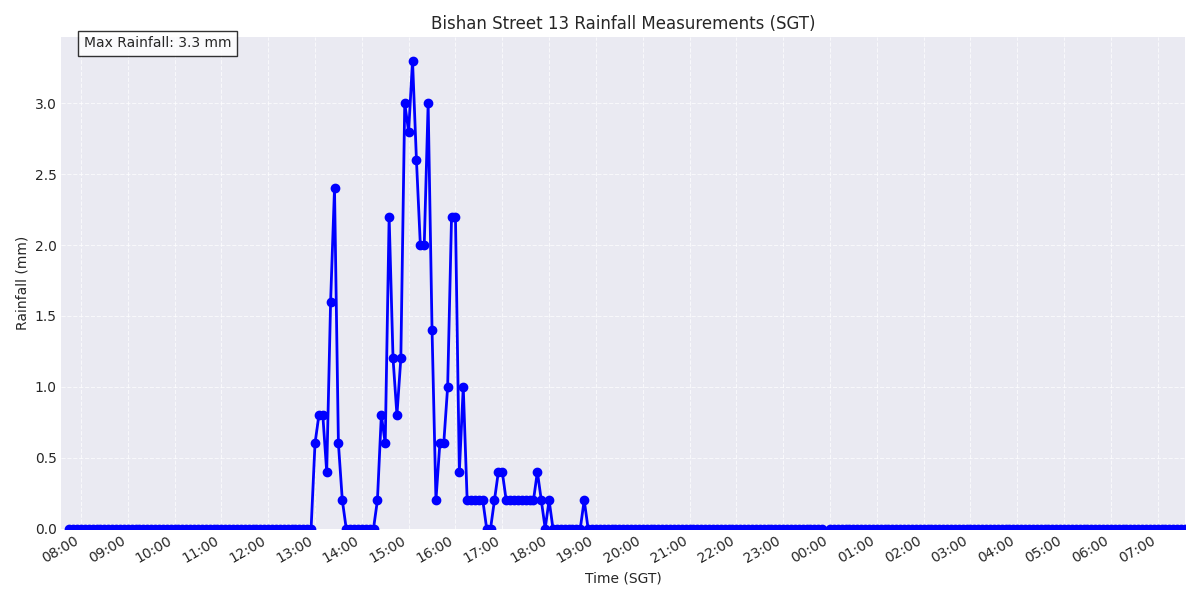 Bishan Street 13 Rainfall Measurements (SGT)
Max Rainfall: 3.3 mm
Rainfall (mm)
3.0
2.5
2.0
1.5
1.0
0.5
0.0
08:00 09:00 10:00 11:00 12:00 13:00 14:00 15:00 16:00 17:00 18:00 19:00 20:00 21:00 22:00 23:00 00:00 01:00 02:00 03:00 04:00 05:00 06:00 07:00
Time (SGT)